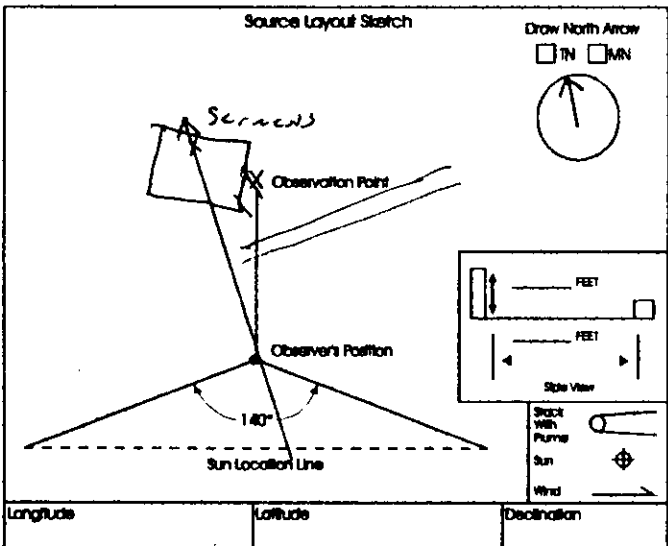 Source Layout Sketch
Draw North Arrow
TN MN
Observation Point
FEET
FEET
Observer's Position
Side View
140°
Stack
With
Plume
Sun
Sun Location Line
Wind
Longitude Latitude Declination